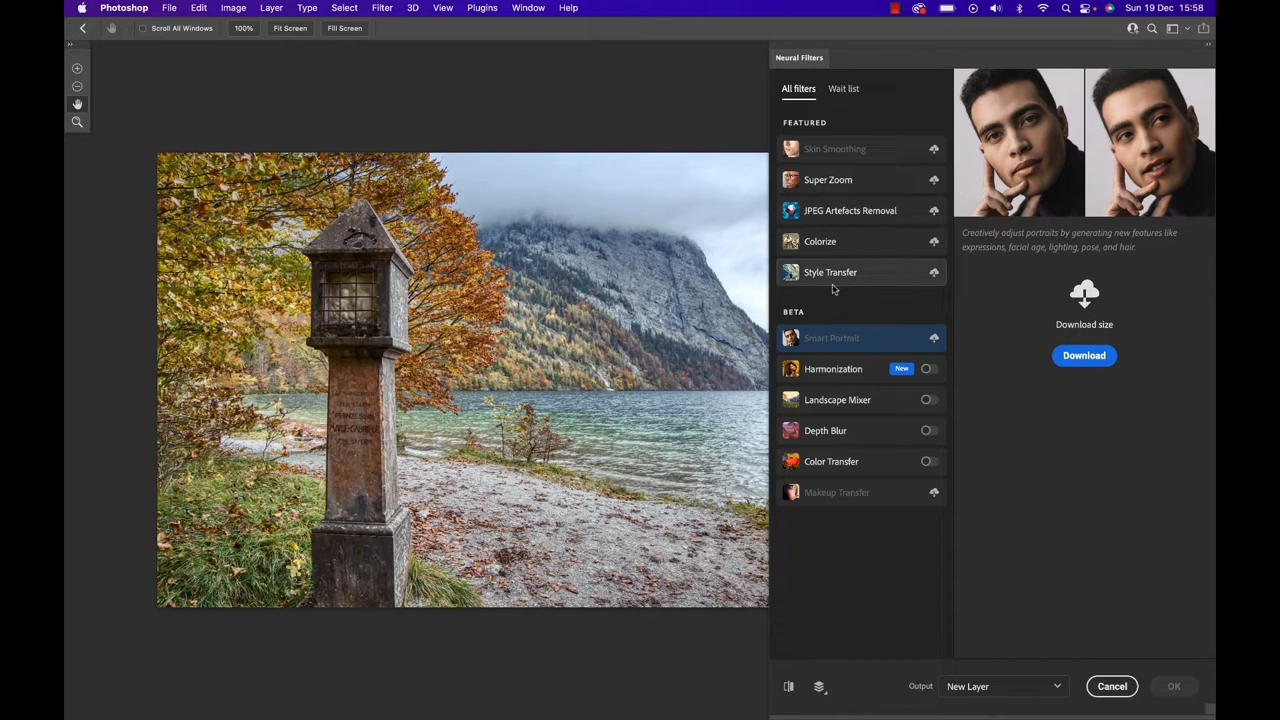 Photoshop File Edit Image Layer Type Select Filter 3D View Plugins Window Help Sun 19 Dec 15:58
Scroll All Windows 100% Fit Screen Fill Screen
Neural Filters
All filters Wait list
FEATURED
Skin Smoothing
Super Zoom
JPEG Artefacts Removal
Colorize
Style Transfer
BETA
Smart Portrait
Harmonization New
Landscape Mixer
Depth Blur
Color Transfer
Makeup Transfer
Creatively adjust portraits by generating new features like
expressions, facial age, lighting, pose, and hair.
Download size
Download
Output New Layer Cancel OK